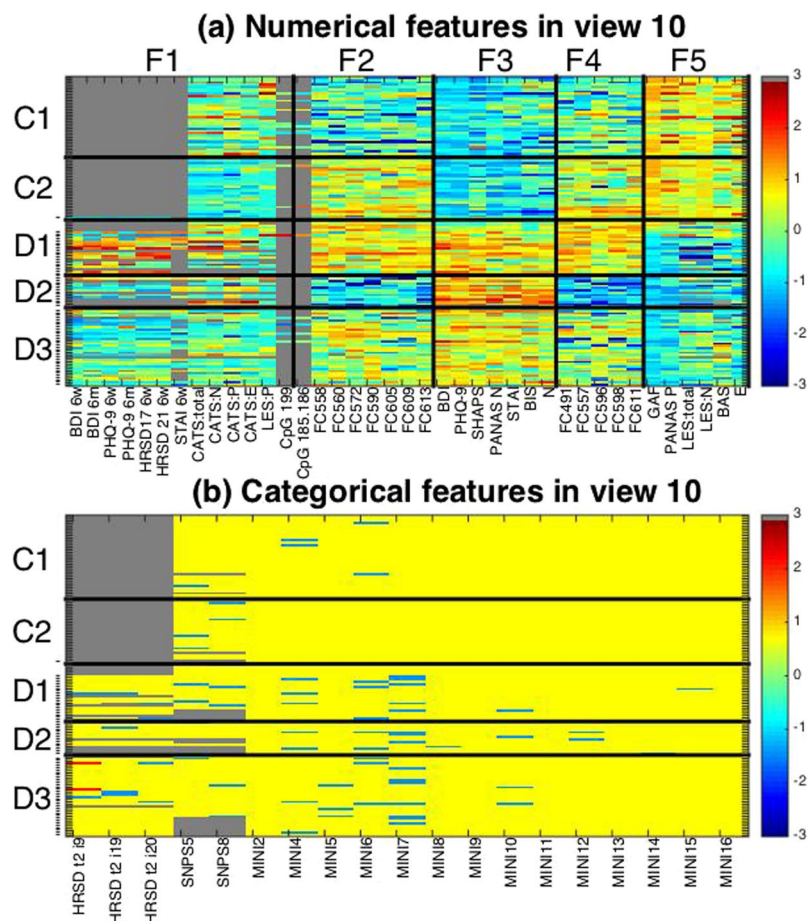 (a) Numerical features in view 10
F1 F2 F3 F4 F5
C1
C2
D1
D2
D3
3
2
1
0
-1
-2
-3
BDI 6w
BDI 6m
PHQ-9 6w
PHQ-9 6m
HRSD17 6w
HRSD 21 6w
STAI 6w
CATS:total
CATS:N
CATS:P
CATS:E
LES:P
CpG 199
CpG 185.186
FC558
FC560
FC572
FC590
FC605
FC609
FC613
BDI
PHQ-9
SHAPS
PANAS N
STAI
BIS
N
FC491
FC557
FC596
FC598
FC611
GAF
PANAS P
LES:total
LES:N
BAS
E
(b) Categorical features in view 10
C1
C2
D1
D2
D3
3
2
1
0
-1
-2
-3
HRSD t2 i9
HRSD t2 i19
HRSD t2 i20
SNPS5
SNPS8
MINI2
MINI4
MINI5
MINI6
MINI7
MINI8
MINI9
MINI10
MINI11
MINI12
MINI13
MINI14
MINI15
MINI16